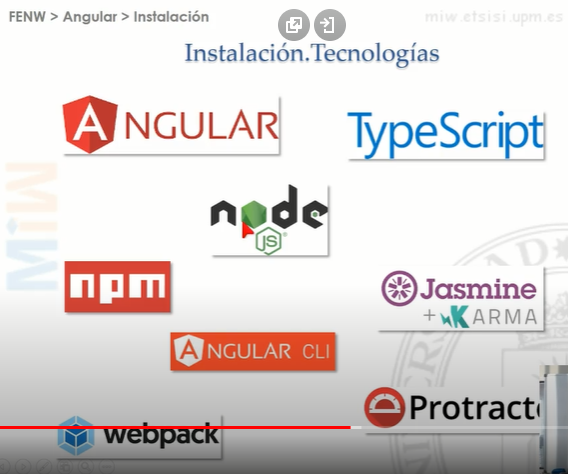 FENW > Angular > Instalación
miw.etsisi.upm.es
Instalación.Tecnologías
ANGULAR
TypeScript
node
JS
npm
Jasmine
+ KARMA
ANGULAR CLI
Protracto
webpack
MiW